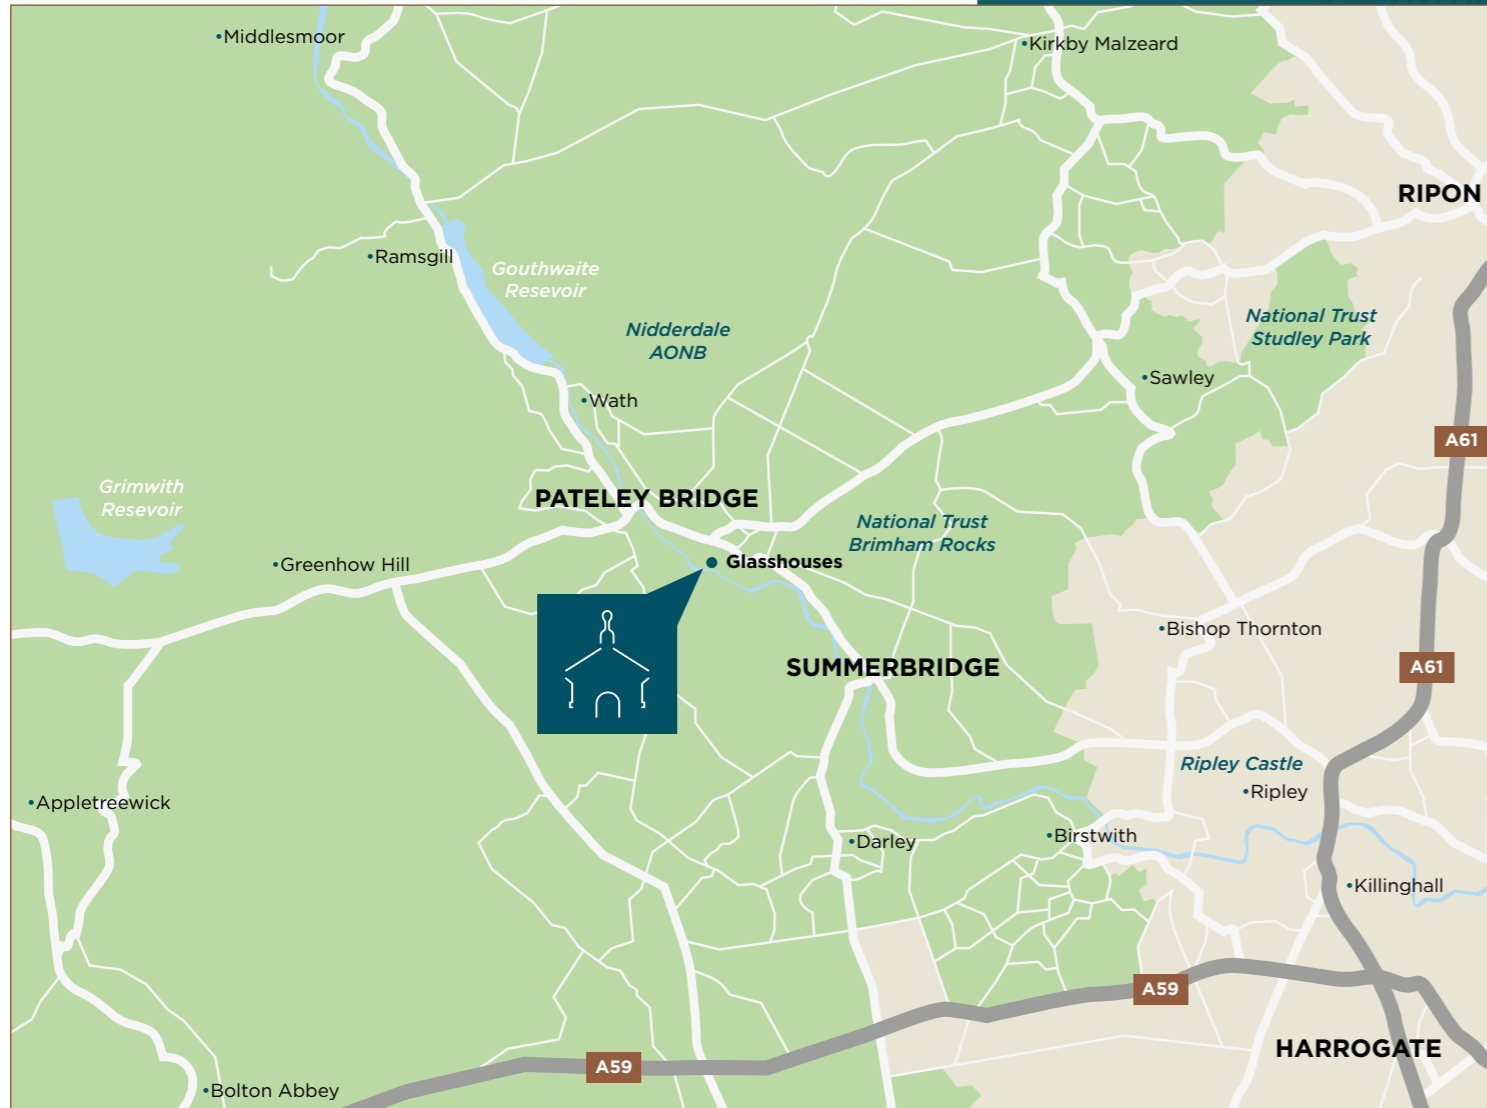 •Middlesmoor
•Kirkby Malzeard
RIPON
•Ramsgill
Gouthwaite
Resevoir
Nidderdale
AONB
National Trust
Studley Park
•Sawley
•Wath
A61
Grimwith
Resevoir
PATELEY BRIDGE
National Trust
Brimham Rocks
•Greenhow Hill
Glasshouses
•Bishop Thornton
SUMMERBRIDGE
A61
Ripley Castle
•Ripley
•Appletreewick
•Darley
•Birstwith
•Killinghall
A59
HARROGATE
A59
•Bolton Abbey